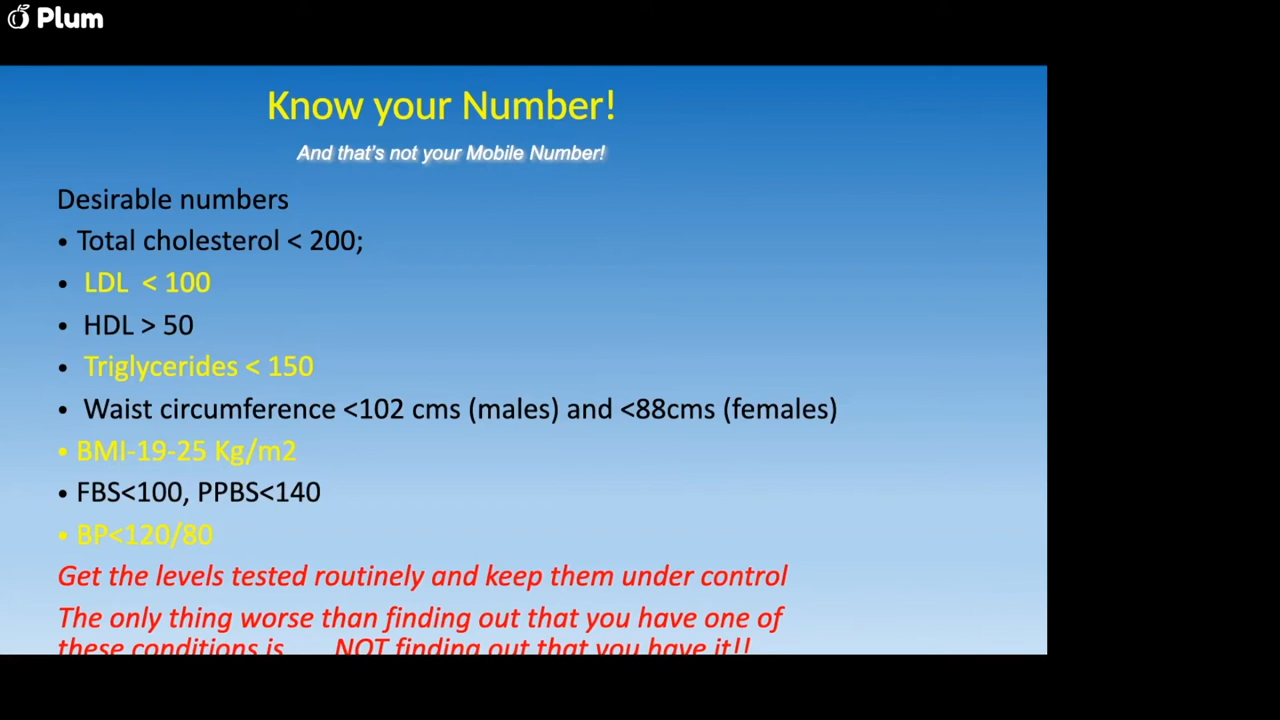 Plum
Know your Number!
And that's not your Mobile Number!
Desirable numbers
• Total cholesterol < 200;
• LDL < 100
• HDL > 50
• Triglycerides < 150
• Waist circumference <102 cms (males) and <88cms (females)
• BMI-19-25 Kg/m2
• FBS<100, PPBS<140
• BP<120/80
Get the levels tested routinely and keep them under control
The only thing worse than finding out that you have one of
these conditions is NOT finding out that you have it!!